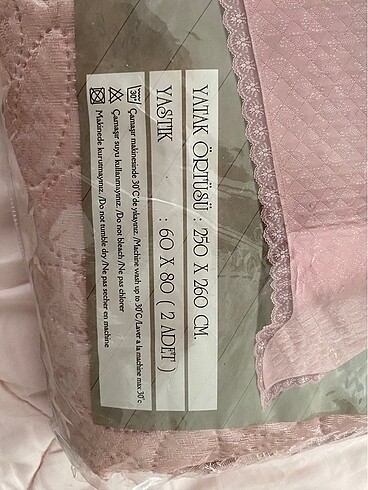 YATAK ÖRTÜSÜ : 250 X 260 CM.
YASTIK : 60 X 80 ( 2 ADET )
30° Çamaşır makinesinde 30°C de yıkayınız. /Machine wash up to 30°C /Laver à la machine max 30°c
Çamaşır suyu kullanmayınız. /Do not bleach /Ne pas chlorer
Makinede kurutmayınız. /Do not tumble dry /Ne pas secher en machine